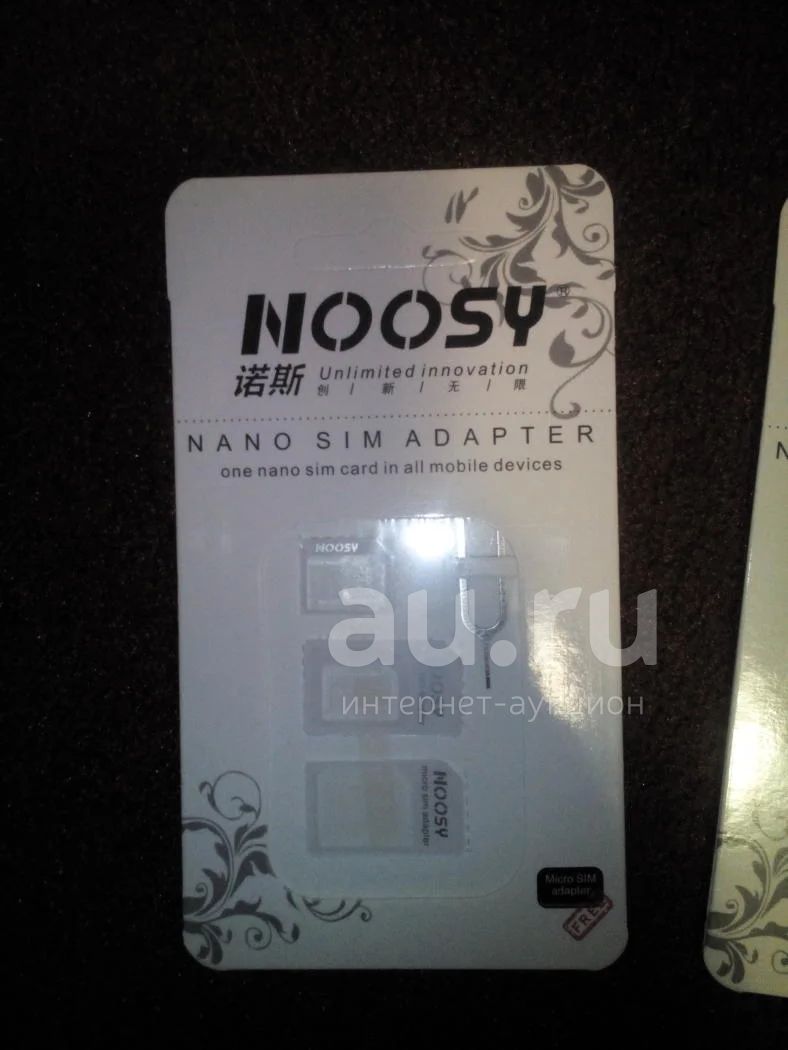 NOOSY®
诺斯 Unlimited innovation
创 / 新 / 无 / 限
NANO SIM ADAPTER
one nano sim card in all mobile devices
NOOSY
au.ru
интернет-аукцион
NOOSY
micro sim adapter
Micro SIM
adapter
FREE
N